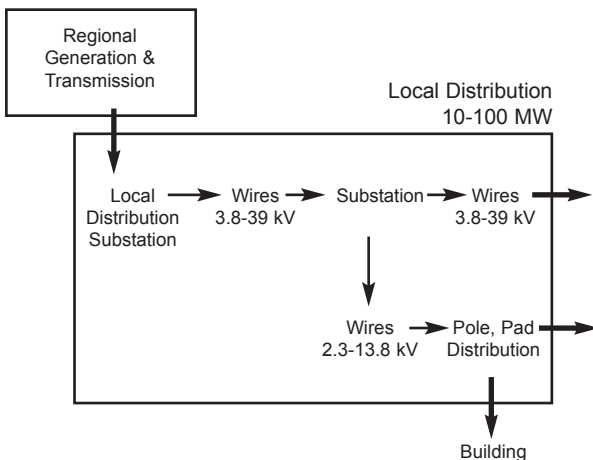 Regional
Generation &
Transmission
Local Distribution
10-100 MW
Local
Distribution
Substation
Wires
3.8-39 kV
Substation
Wires
3.8-39 kV
Wires
2.3-13.8 kV
Pole, Pad
Distribution
Building